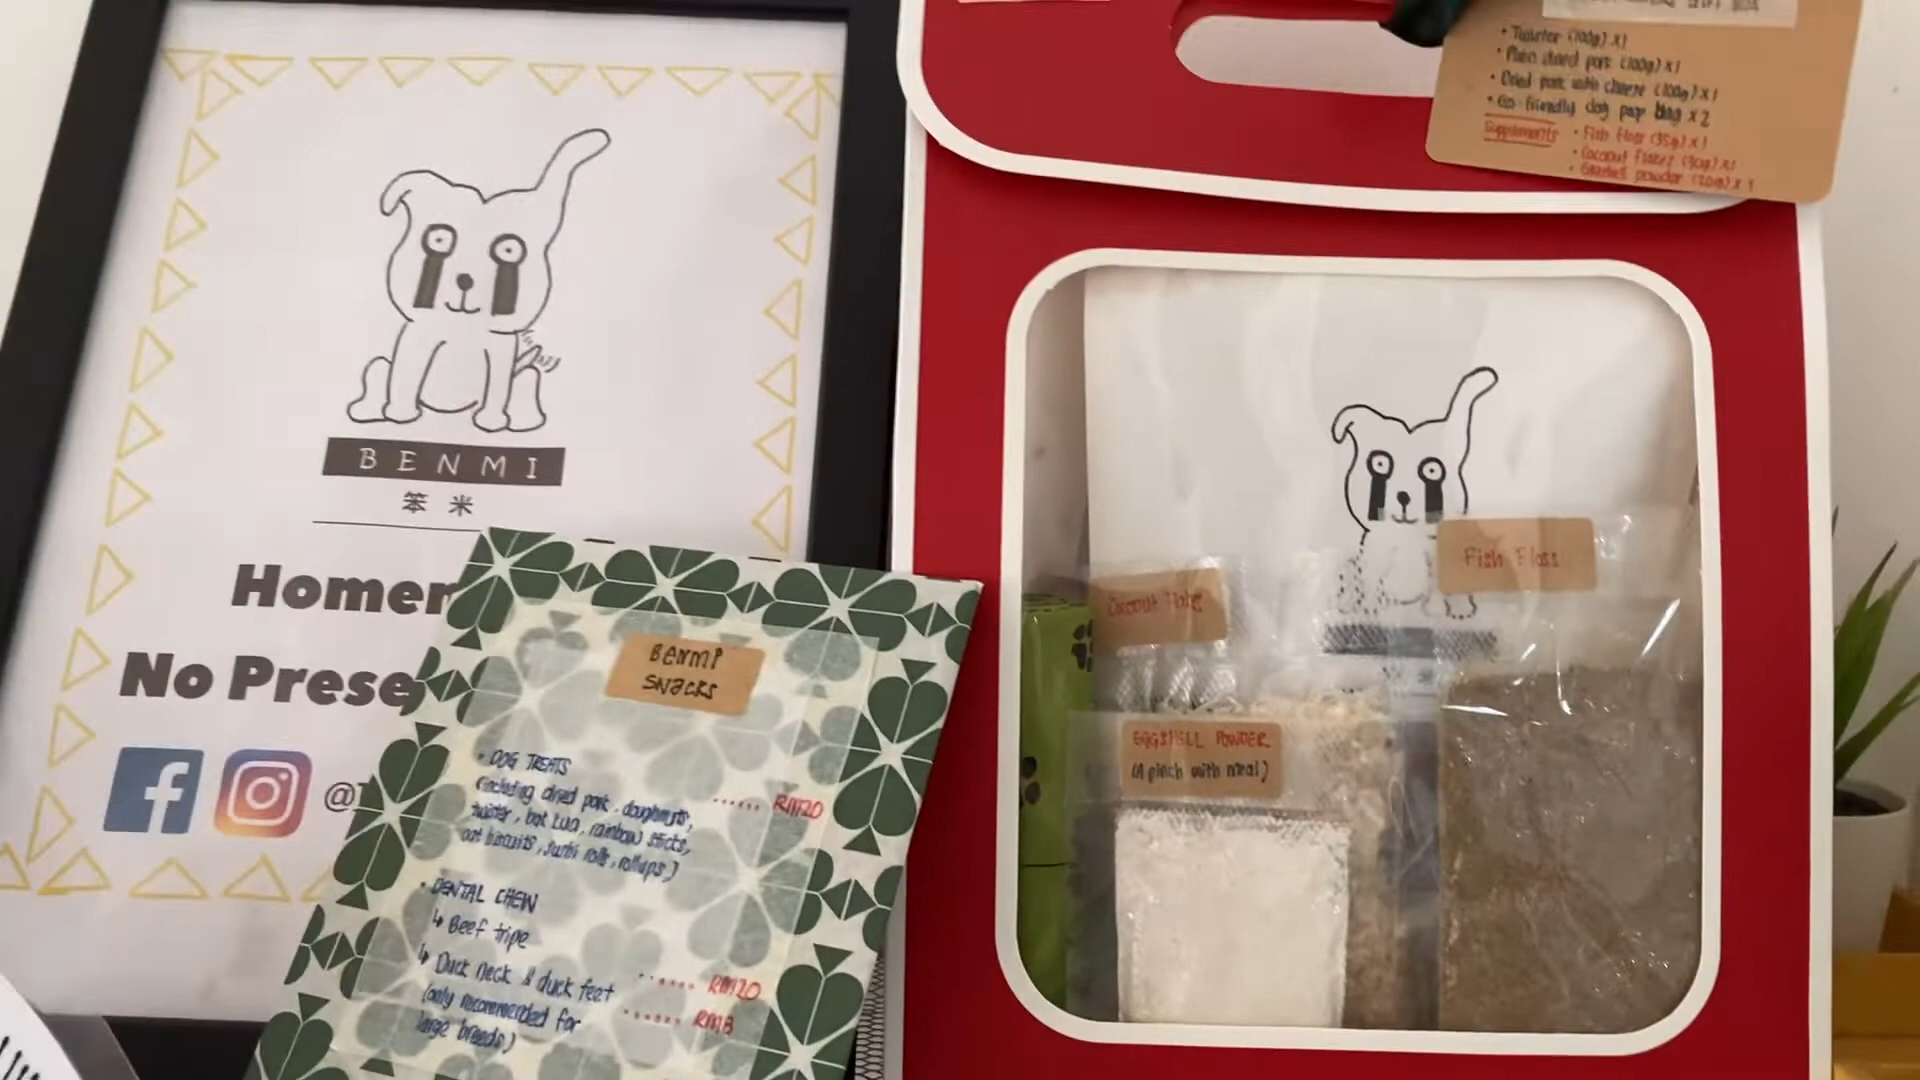 BENMI
笨米
Homem
No Prese
@
BENMI
SNACKS
• DOG TREATS
(including dried pork, doughnuts, ...... RM20
twister, bak kua, rainbow sticks,
oat biscuits, sushi rolls, rollups)
• DENTAL CHEW
↳ Beef tripe
↳ Duck neck & duck feet ...... RM20
(only recommended for ...... RM8
large breeds)
• Twister (100g) x1
• Plain dried pork (100g) x1
• Dried pork with cheese (100g) x1
• Eco-friendly dog poop bag x2
Supplements • Fish floss (35g) x1
• Coconut flakes (30g) x1
• Eggshell powder (20g) x1
Fish Floss
Coconut Flake
EGGSHELL POWDER
(A pinch with meal)